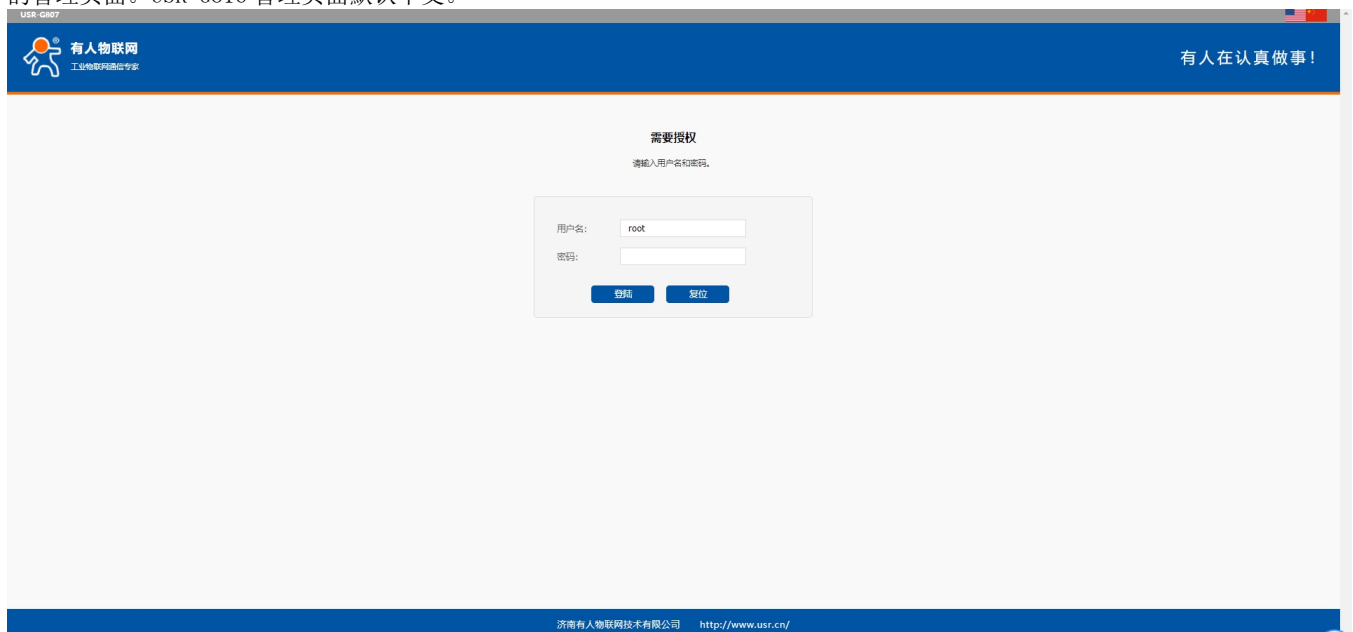 的管理页面。USR-G816 管理页面默认中文。
USR-G807
有人物联网
®
工业物联网通信专家
有人在认真做事!
需要授权
请输入用户名和密码。
用户名: root
密码:
登陆 复位
济南有人物联网技术有限公司 http://www.usr.cn/